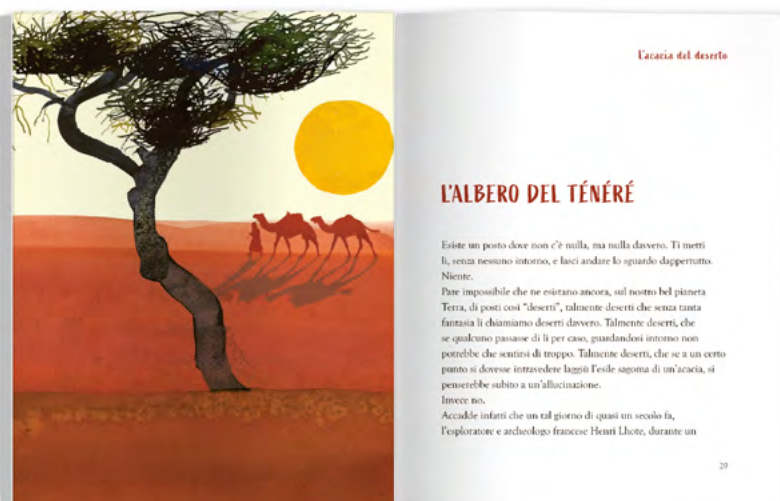 L'acacia del deserto
L'ALBERO DEL TÉNÉRÉ
Esiste un posto dove non c'è nulla, ma nulla davvero. Ti metti
lì, senza nessuno intorno, e lasci andare lo sguardo dappertutto.
Niente.
Pare impossibile che ne esistano ancora, sul nostro bel pianeta
Terra, di posti così "deserti", talmente deserti che senza tanta
fantasia li chiamiamo deserti davvero. Talmente deserti, che
se qualcuno passasse di lì per caso, guardandosi intorno non
potrebbe che sentirsi di troppo. Talmente deserti, che se a un certo
punto si dovesse intravedere laggiù l'esile sagoma di un'acacia, si
penserebbe subito a un'allucinazione.
Invece no.
Accadde infatti che un tal giorno di quasi un secolo fa,
l'esploratore e archeologo francese Henri Lhote, durante un
29